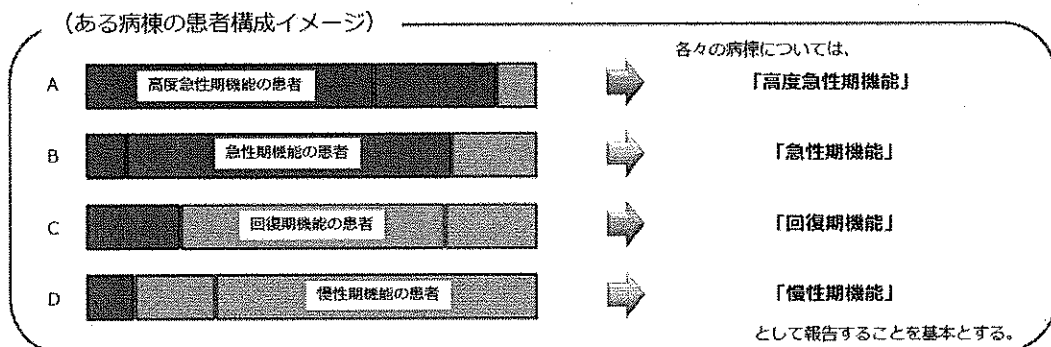 (ある病棟の患者構成イメージ)
各々の病棟については、
A 高度急性期機能の患者 「高度急性期機能」
B 急性期機能の患者 「急性期機能」
C 回復期機能の患者 「回復期機能」
D 慢性期機能の患者 「慢性期機能」
として報告することを基本とする。